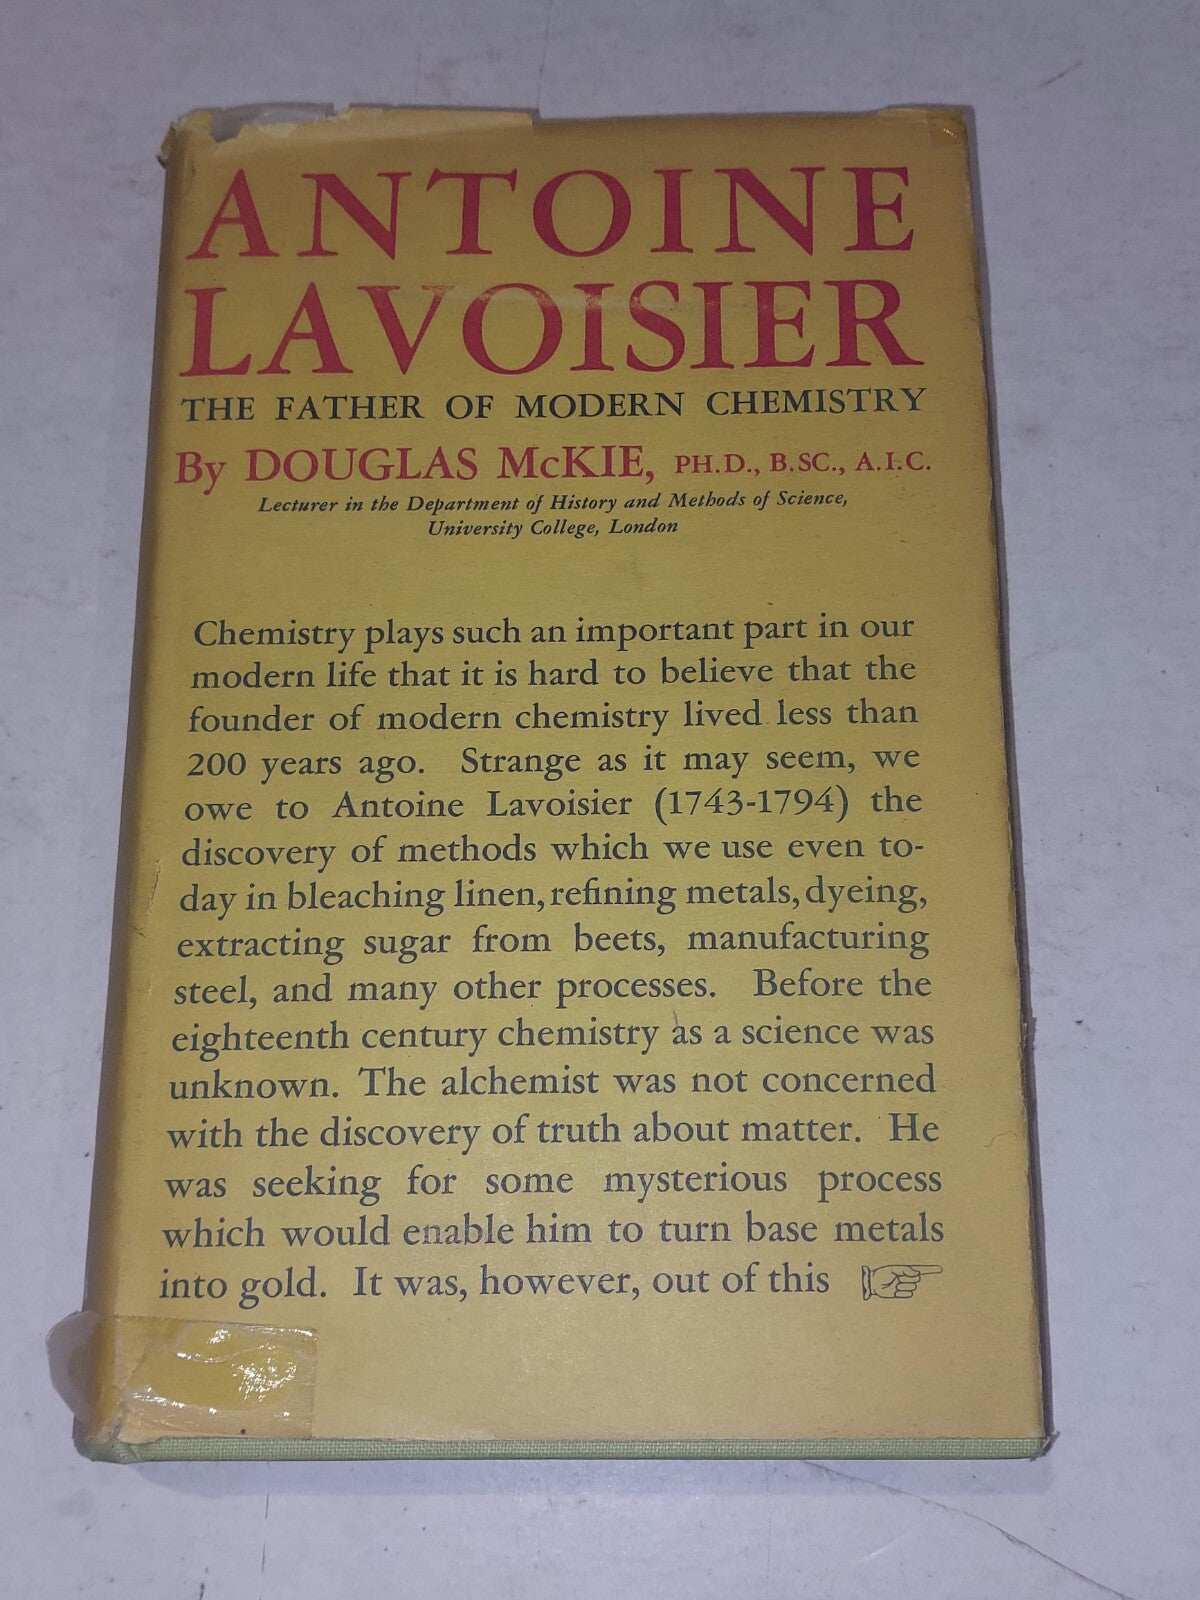 ANTOINE
LAVOISIER
THE FATHER OF MODERN CHEMISTRY
By DOUGLAS McKIE, PH.D., B.SC., A.I.C.
Lecturer in the Department of History and Methods of Science,
University College, London
Chemistry plays such an important part in our
modern life that it is hard to believe that the
founder of modern chemistry lived less than
200 years ago. Strange as it may seem, we
owe to Antoine Lavoisier (1743-1794) the
discovery of methods which we use even to-
day in bleaching linen, refining metals, dyeing,
extracting sugar from beets, manufacturing
steel, and many other processes. Before the
eighteenth century chemistry as a science was
unknown. The alchemist was not concerned
with the discovery of truth about matter. He
was seeking for some mysterious process
which would enable him to turn base metals
into gold. It was, however, out of this